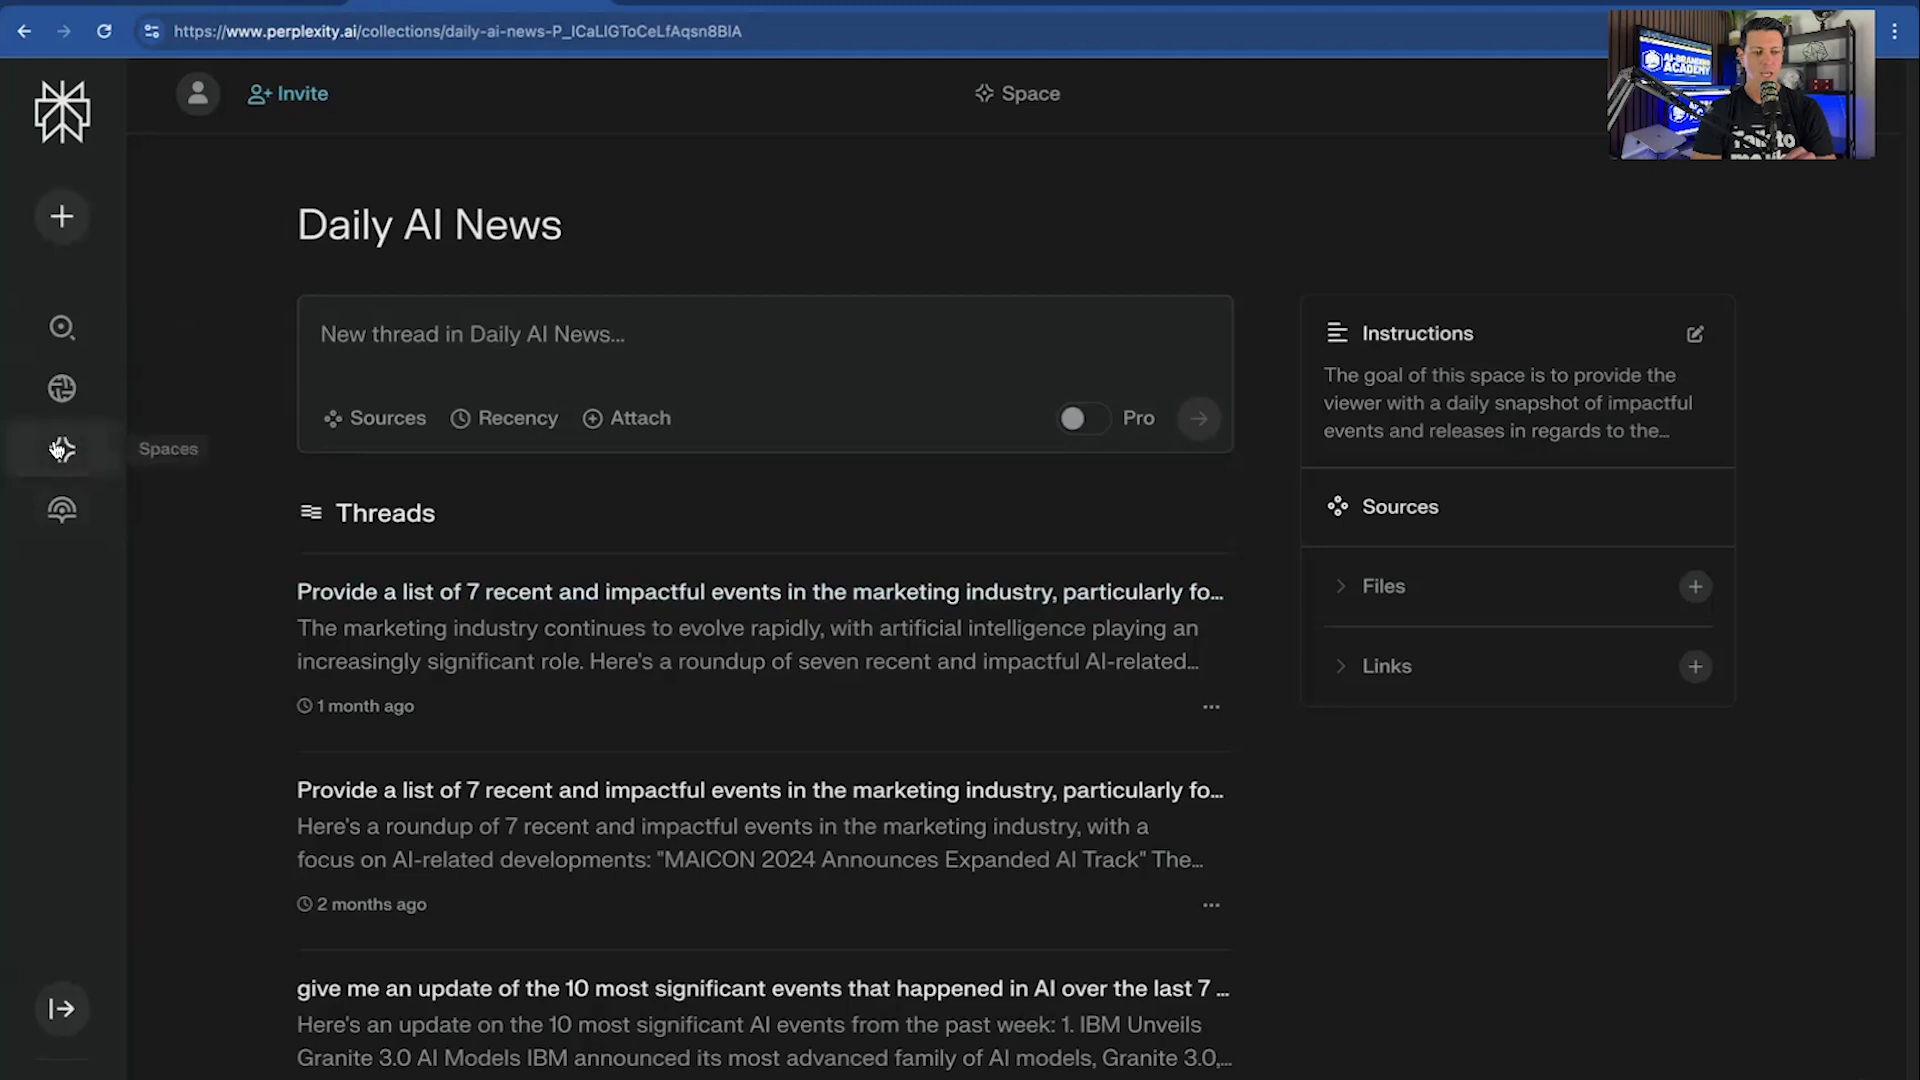 https://www.perplexity.ai/collections/daily-ai-news-P_ICaLIGToCeLfAqsn8BIA
Invite
Space
AI-BRANDING
ACADEMY
Talk to
Daily AI News
New thread in Daily AI News...
Sources
Recency
Attach
Pro
Instructions
The goal of this space is to provide the
viewer with a daily snapshot of impactful
events and releases in regards to the...
Sources
Files
Links
Spaces
Threads
Provide a list of 7 recent and impactful events in the marketing industry, particularly fo...
The marketing industry continues to evolve rapidly, with artificial intelligence playing an
increasingly significant role. Here's a roundup of seven recent and impactful AI-related...
1 month ago
Provide a list of 7 recent and impactful events in the marketing industry, particularly fo...
Here's a roundup of 7 recent and impactful events in the marketing industry, with a
focus on AI-related developments: "MAICON 2024 Announces Expanded AI Track" The...
2 months ago
give me an update of the 10 most significant events that happened in AI over the last 7 ...
Here's an update on the 10 most significant AI events from the past week: 1. IBM Unveils
Granite 3.0 AI Models IBM announced its most advanced family of AI models, Granite 3.0,...